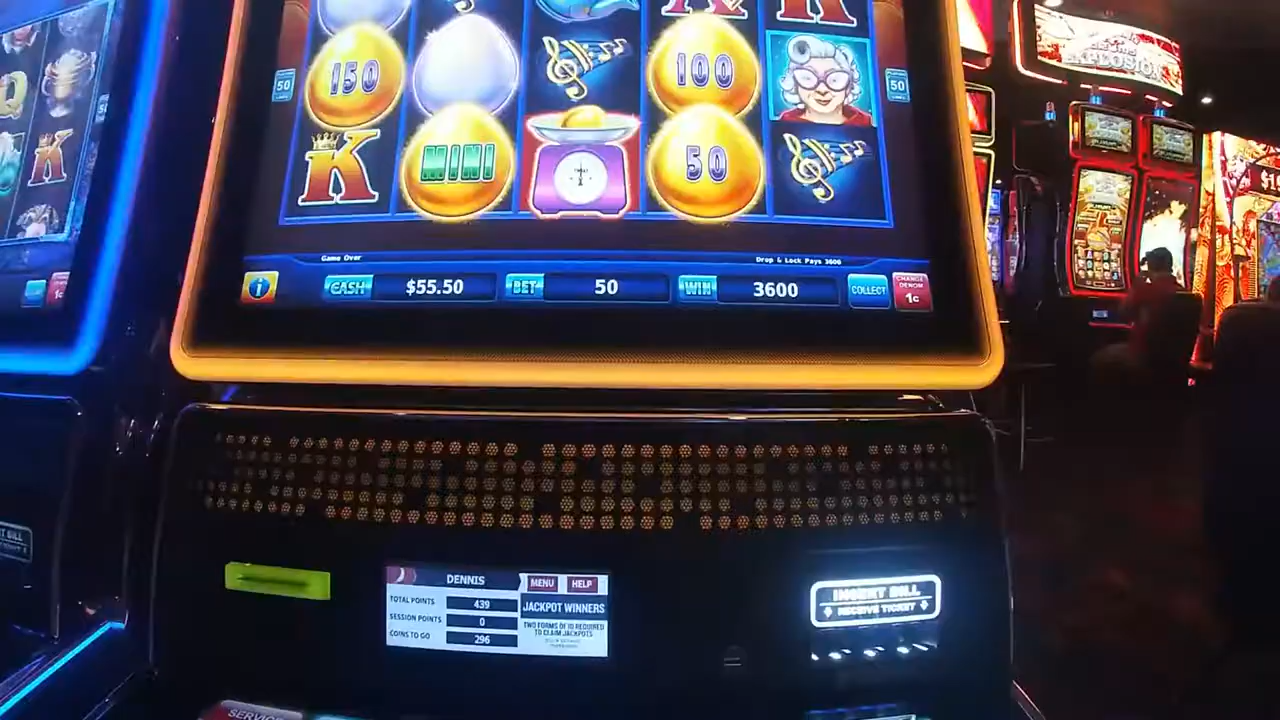 EXPLOSION
150
100
50
50
Q
K
K
MINI
50
Game Over
Drop & Lock Pays 3600
CASH
$55.50
BET
50
WIN
3600
COLLECT
CHANGE
DENOM
1c
1c
DENNIS
MENU
HELP
TOTAL POINTS
439
SESSION POINTS
0
COINS TO GO
296
JACKPOT WINNERS
TWO FORMS OF ID REQUIRED
TO CLAIM JACKPOTS
INSERT BILL
RECEIVE TICKET
SERVICE